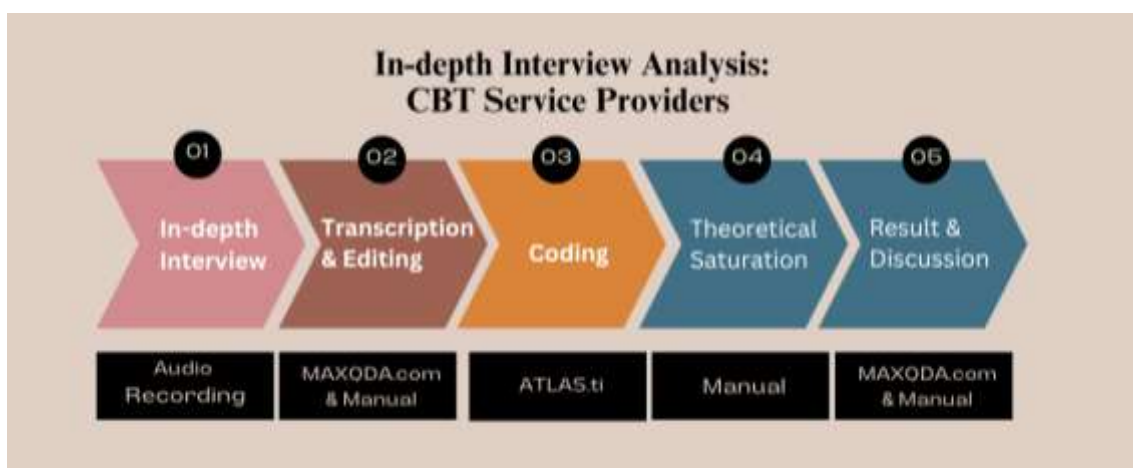 In-depth Interview Analysis:
CBT Service Providers
01
In-depth
Interview
Audio
Recording
02
Transcription
& Editing
MAXQDA.com
& Manual
03
Coding
ATLAS.ti
04
Theoretical
Saturation
Manual
05
Result &
Discussion
MAXQDA.com
& Manual